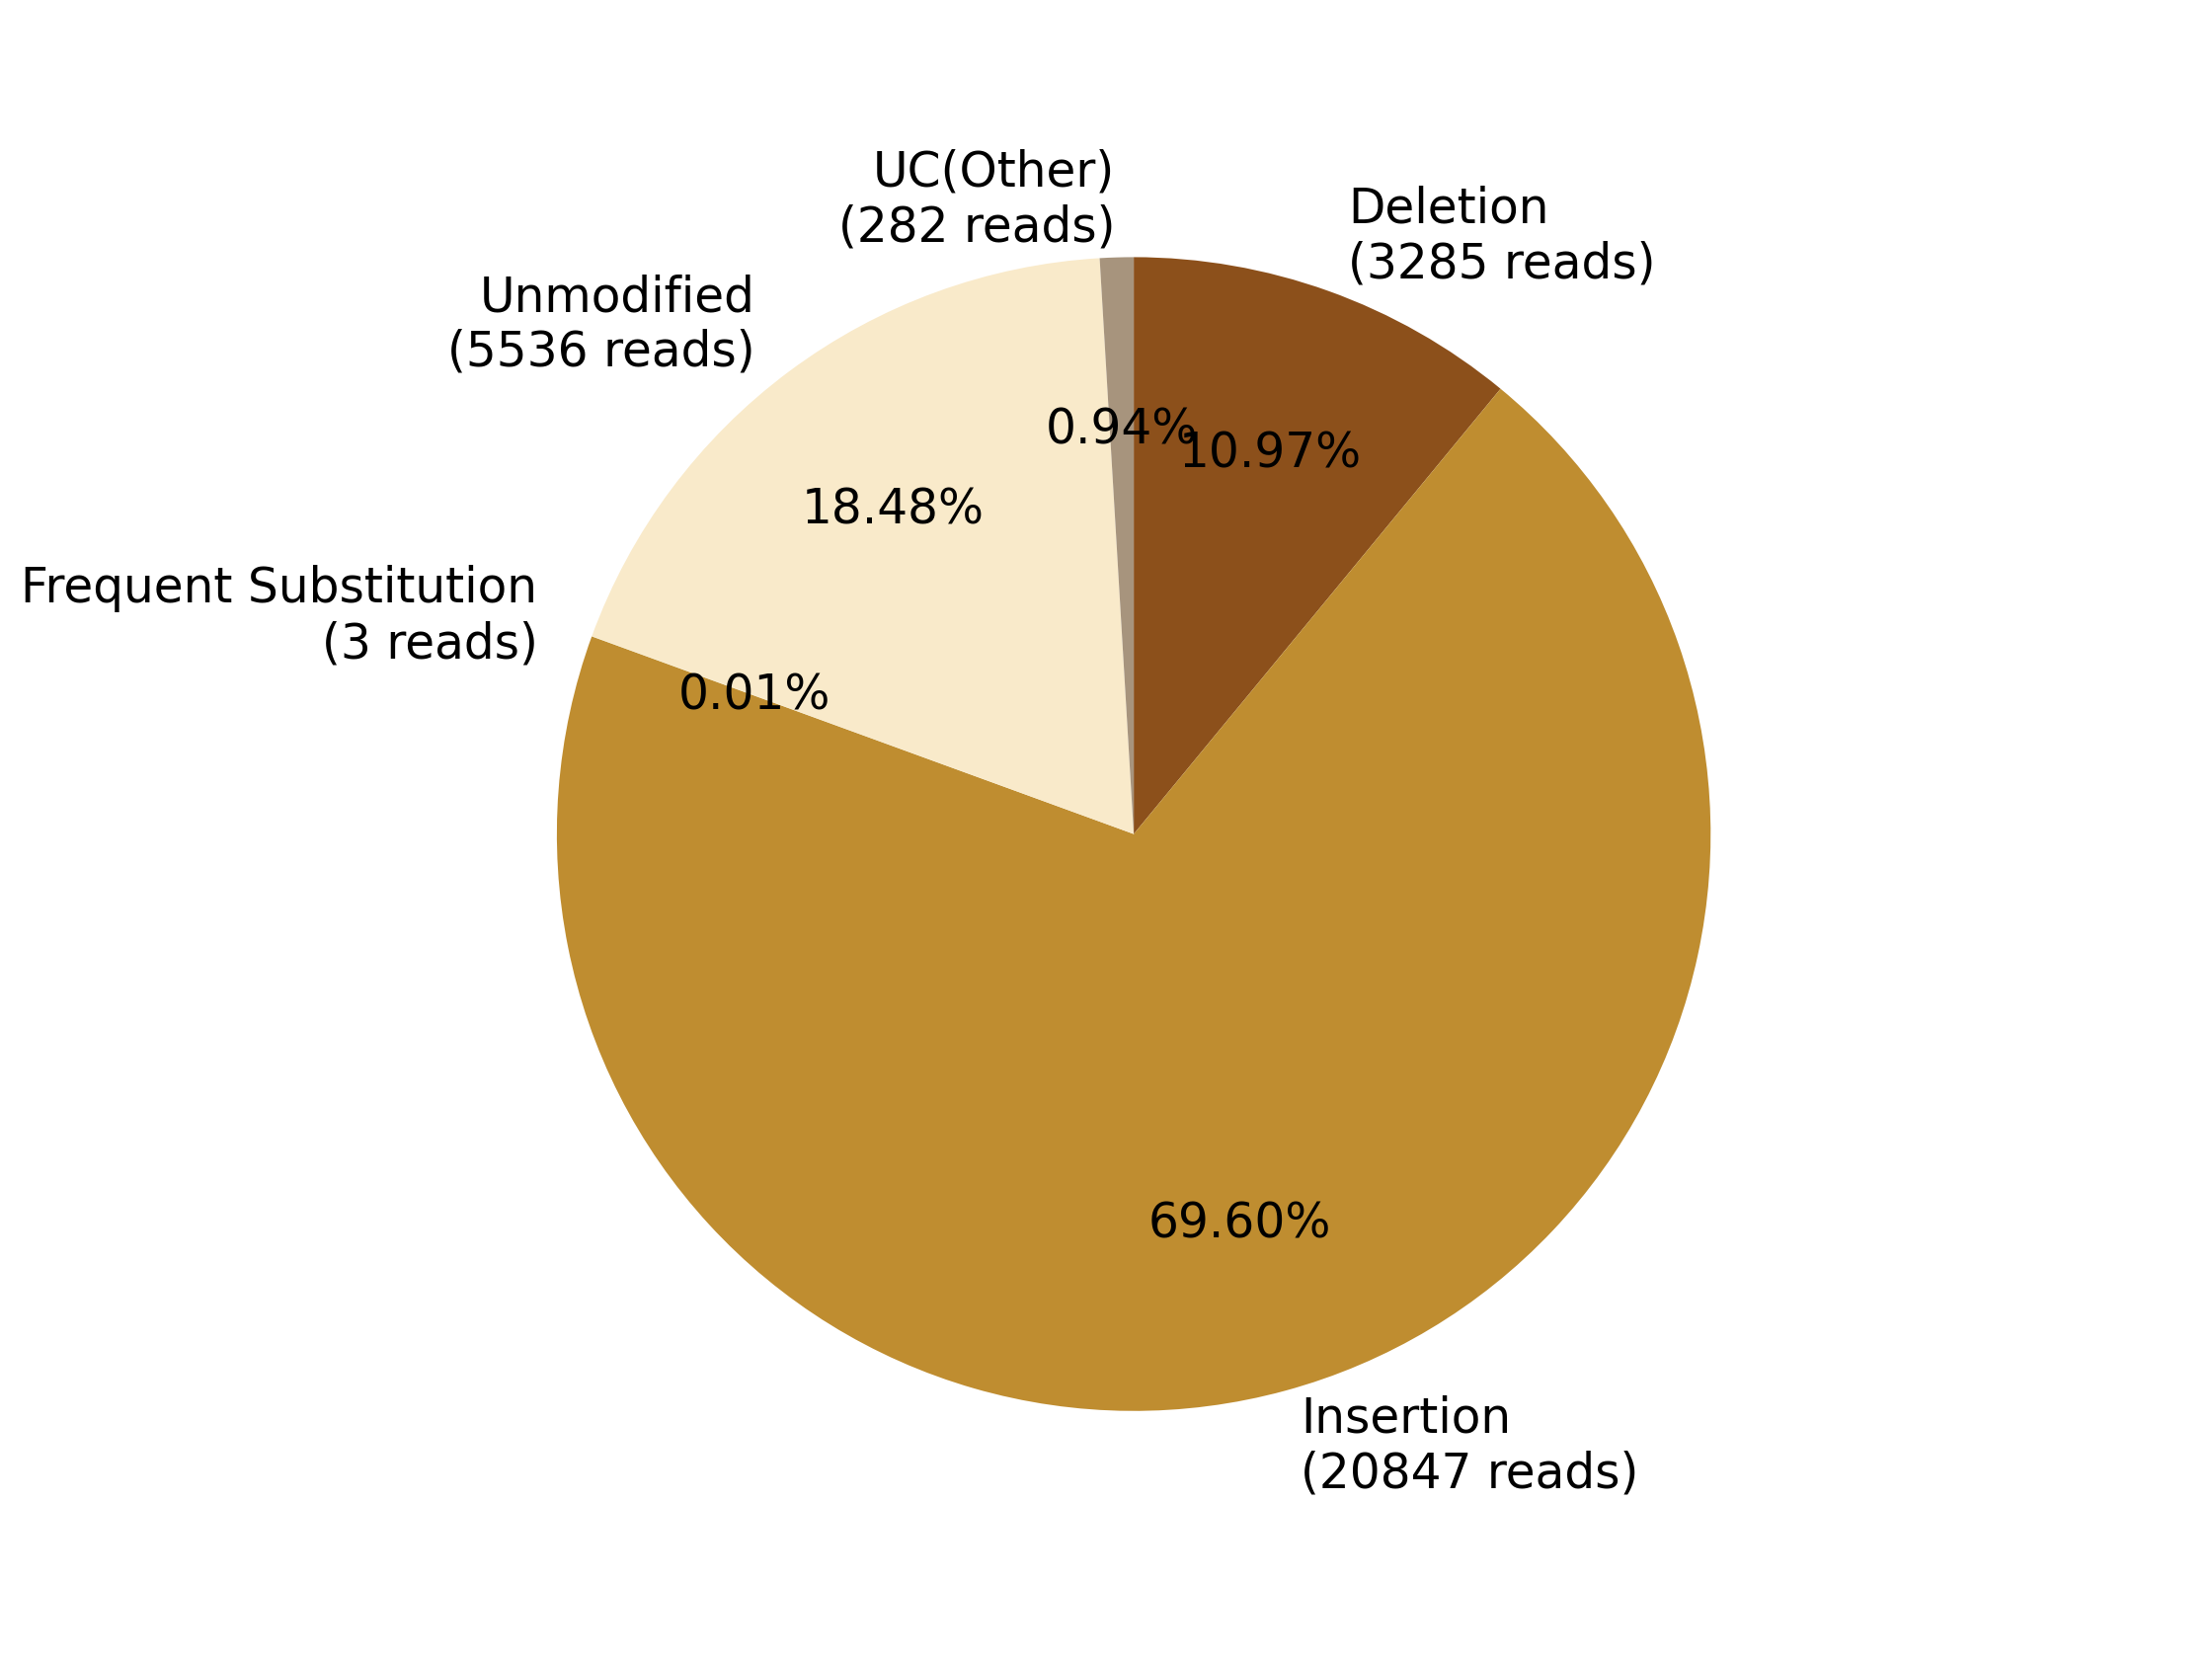 UC(Other)
(282 reads)
Deletion
(3285 reads)
Unmodified
(5536 reads)
0.94%
10.97%
18.48%
Frequent Substitution
(3 reads)
0.01%
69.60%
Insertion
(20847 reads)